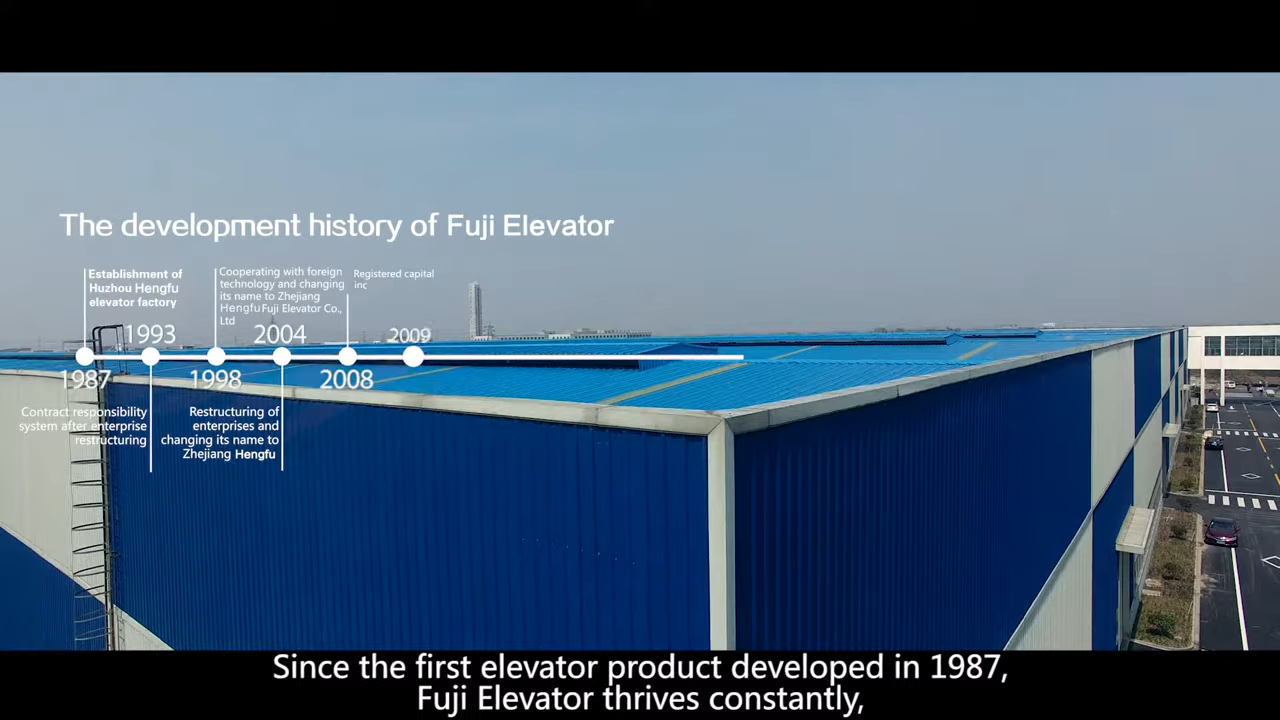 The development history of Fuji Elevator
Establishment of
Huzhou Hengfu
elevator factory
Cooperating with foreign
technology and changing
its name to Zhejiang
Hengfu Fuji Elevator Co.,
Ltd
Registered capital
inc
1993
2004
2009
1987
1998
2008
Contract responsibility
system after enterprise
restructuring
Restructuring of
enterprises and
changing its name to
Zhejiang Hengfu
Since the first elevator product developed in 1987,
Fuji Elevator thrives constantly,